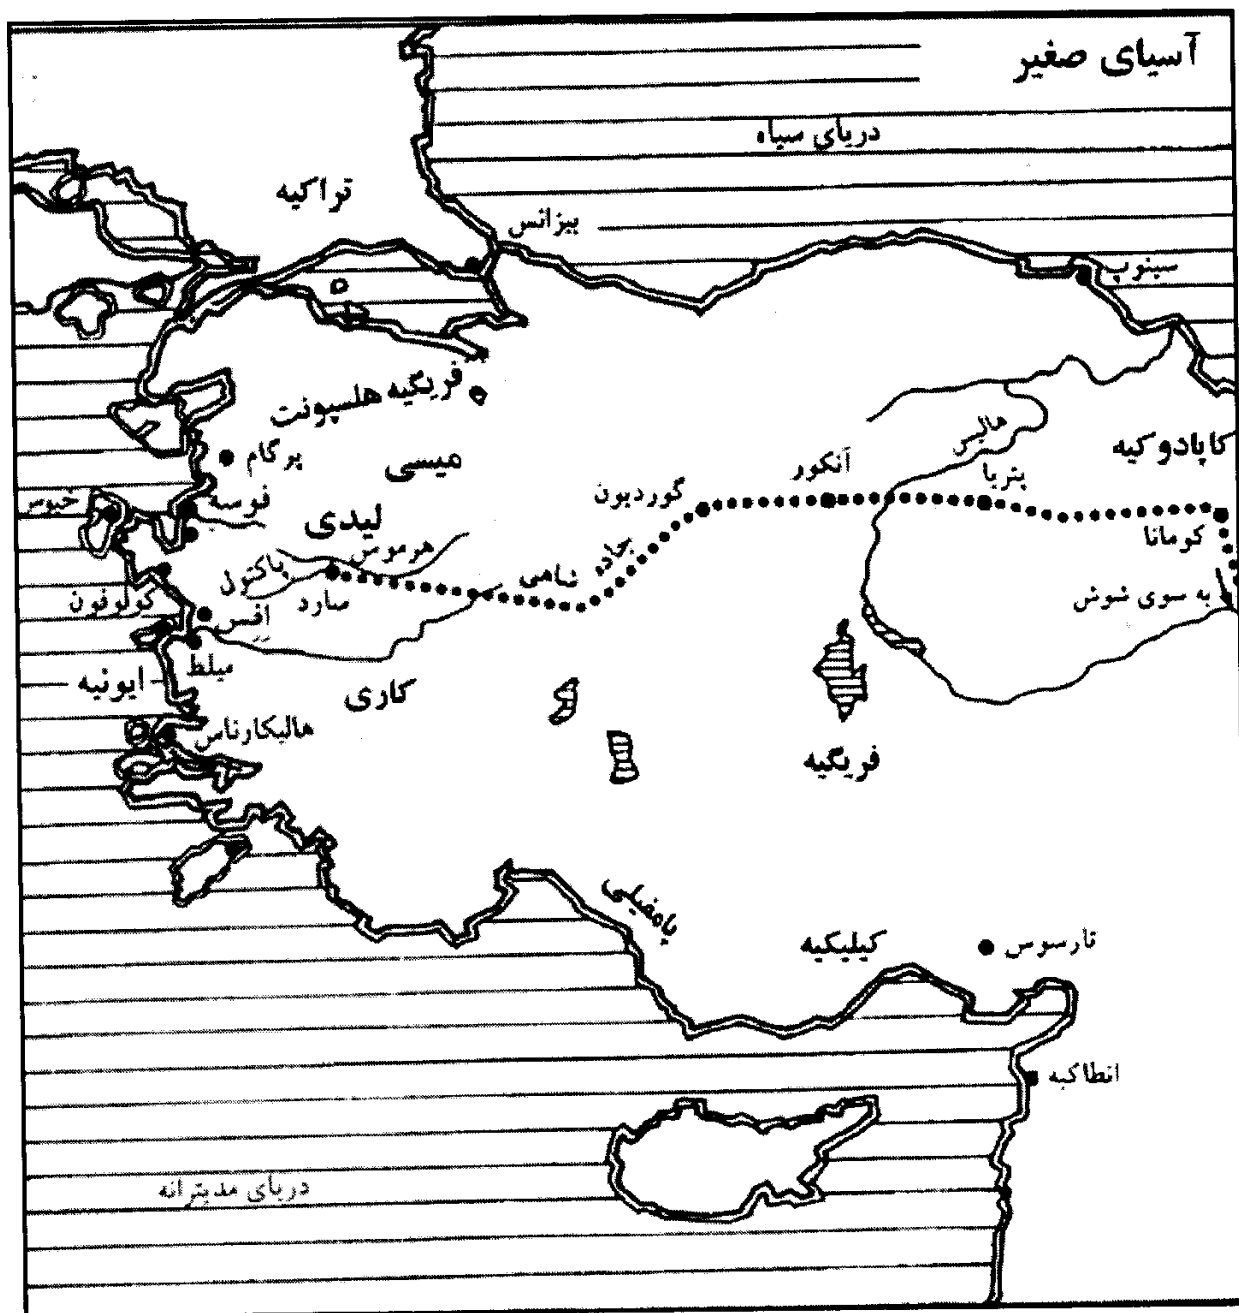 آسیای صغیر
دریای سیاه
تراکیه
بیزانس
سینوپ
فریگیه هلسپونت
هالیس
کاپادوکیه
پرگام
میسی
آنکور
پتریا
گوردیون
خیوس
فوسه
لیدی
کومانا
هرموس
پاکتول
جاده شاهی
سارد
به سوی شوش
کولوفون
اِفِس
میلط
ایونیه
کاری
هالیکارناس
فریگیه
پامفیلی
کیلیکیه
تارسوس
انطاکیه
دریای مدیترانه